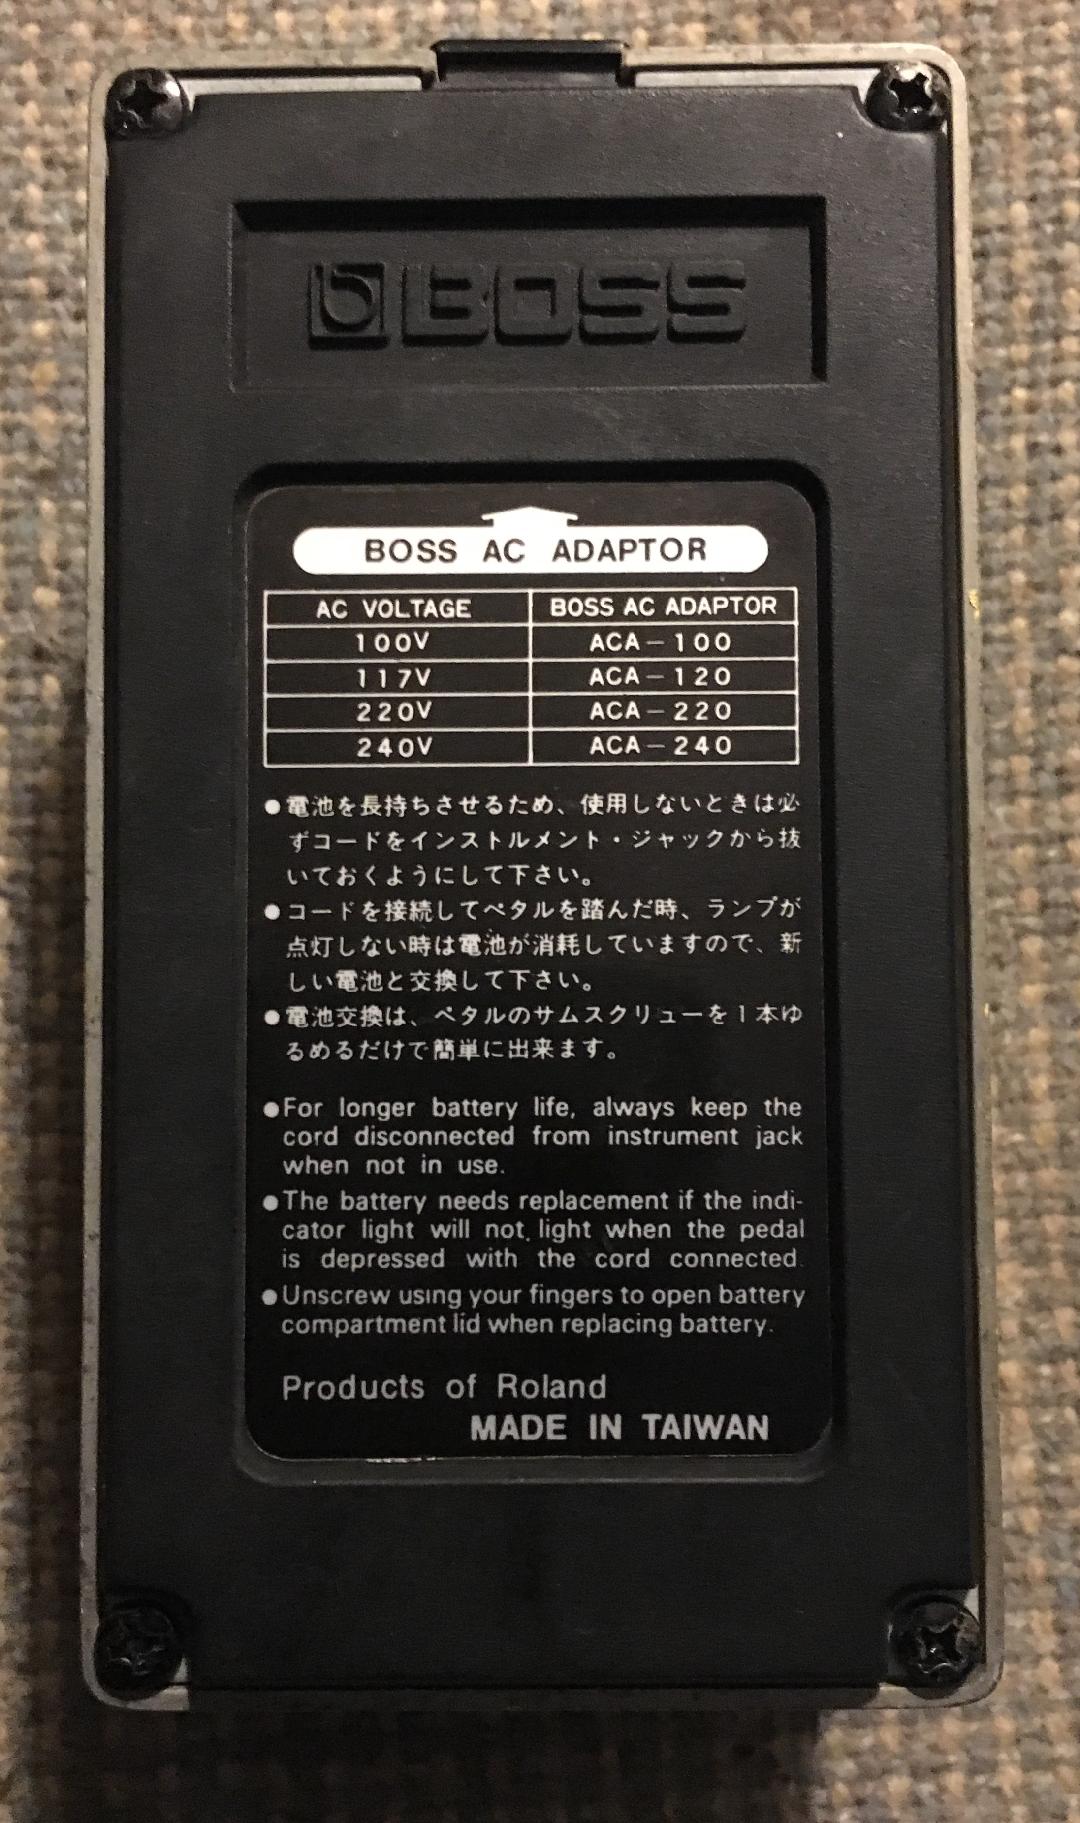 BOSS
BOSS AC ADAPTOR
AC VOLTAGE BOSS AC ADAPTOR
100V ACA-100
117V ACA-120
220V ACA-220
240V ACA-240
●電池を長持ちさせるため、使用しないときは必
ずコードをインストルメント・ジャックから抜
いておくようにして下さい。
●コードを接続してペタルを踏んだ時、ランプが
点灯しない時は電池が消耗していますので、新
しい電池と交換して下さい。
●電池交換は、ペタルのサムスクリューを1本ゆ
るめるだけで簡単に出来ます。
●For longer battery life, always keep the
cord disconnected from instrument jack
when not in use.
●The battery needs replacement if the indi-
cator light will not light when the pedal
is depressed with the cord connected.
●Unscrew using your fingers to open battery
compartment lid when replacing battery.
Products of Roland
MADE IN TAIWAN